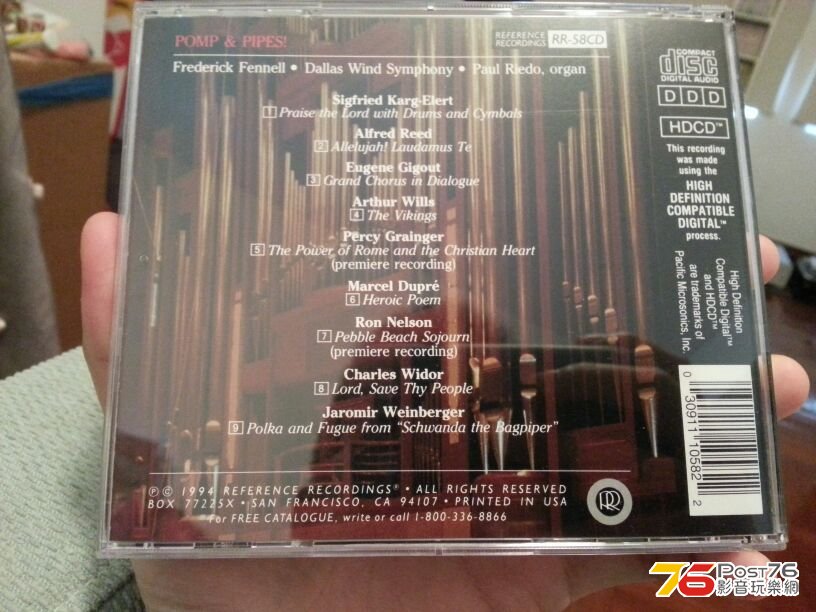 POMP & PIPES!
REFERENCE RECORDINGS RR-58CD
Frederick Fennell • Dallas Wind Symphony • Paul Riedo, organ
Sigfried Karg-Elert
1 Praise the Lord with Drums and Cymbals
Alfred Reed
2 Allelujah! Laudamus Te
Eugene Gigout
3 Grand Chorus in Dialogue
Arthur Wills
4 The Vikings
Percy Grainger
5 The Power of Rome and the Christian Heart
(premiere recording)
Marcel Dupré
6 Heroic Poem
Ron Nelson
7 Pebble Beach Sojourn
(premiere recording)
Charles Widor
8 Lord, Save Thy People
Jaromir Weinberger
9 Polka and Fugue from “Schwanda the Bagpiper”
℗ © 1994 REFERENCE RECORDINGS® • ALL RIGHTS RESERVED
BOX 77225X • SAN FRANCISCO, CA 94107 • PRINTED IN USA
For FREE CATALOGUE, write or call 1-800-336-8866
RR
COMPACT
disc
DIGITAL AUDIO
D D D
HDCD™
This recording
was made
using the
HIGH
DEFINITION
COMPATIBLE
DIGITAL™
process.
High Definition
Compatible Digital™
and HDCD™
are trademarks of
Pacific Microsonics, Inc.
0 30911 10582 2
76 Post76
影音玩樂網